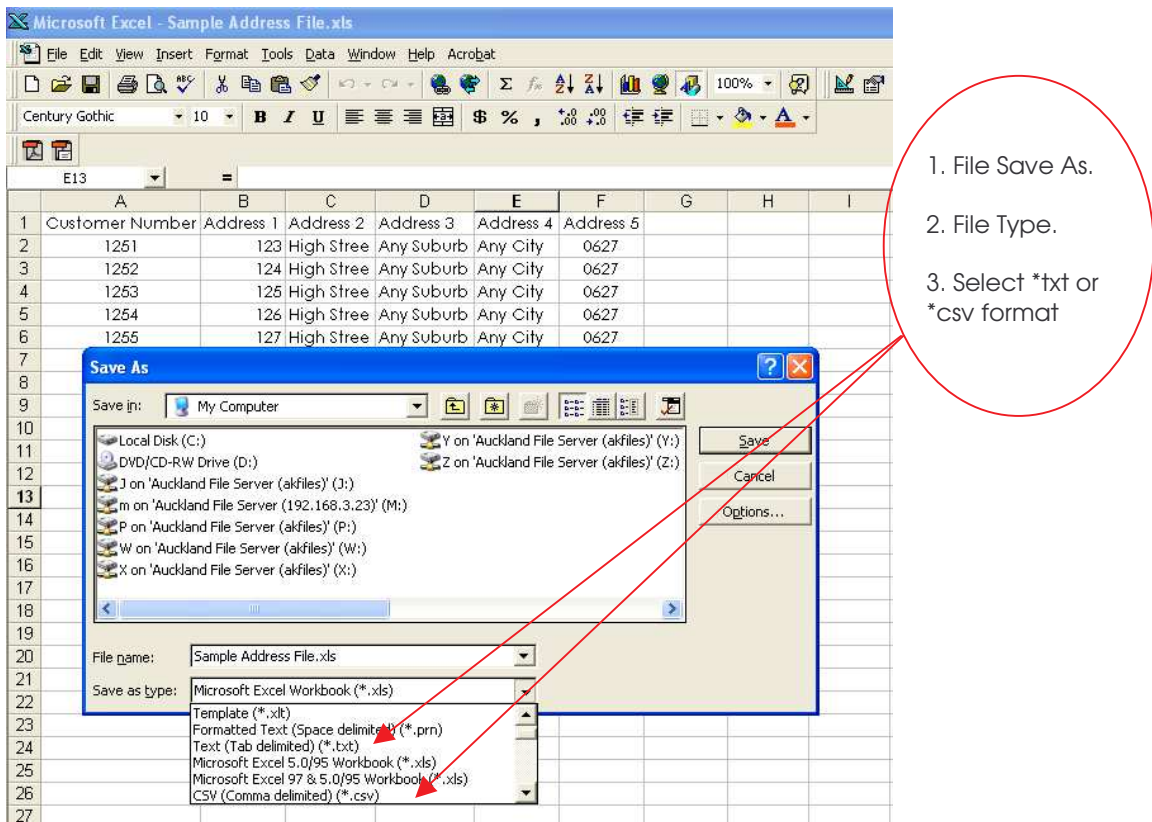 Microsoft Excel - Sample Address File.xls
File Edit View Insert Format Tools Data Window Help Acrobat
100%
Century Gothic 10 B I U $ % ,
E13 =
A B C D E F G H I
1 Customer Number Address 1 Address 2 Address 3 Address 4 Address 5
2 1251 123 High Stree Any Suburb Any City 0627
3 1252 124 High Stree Any Suburb Any City 0627
4 1253 125 High Stree Any Suburb Any City 0627
5 1254 126 High Stree Any Suburb Any City 0627
6 1255 127 High Stree Any Suburb Any City 0627
7
8
9
10
11
12
13
14
15
16
17
18
19
20
21
22
23
24
25
26
27
Save As
Save in: My Computer
Local Disk (C:)
DVD/CD-RW Drive (D:)
J on 'Auckland File Server (akfiles)' (J:)
m on 'Auckland File Server (192.168.3.23)' (M:)
P on 'Auckland File Server (akfiles)' (P:)
W on 'Auckland File Server (akfiles)' (W:)
X on 'Auckland File Server (akfiles)' (X:)
Y on 'Auckland File Server (akfiles)' (Y:)
Z on 'Auckland File Server (akfiles)' (Z:)
Save
Cancel
Options...
File name: Sample Address File.xls
Save as type: Microsoft Excel Workbook (*.xls)
Template (*.xlt)
Formatted Text (Space delimited) (*.prn)
Text (Tab delimited) (*.txt)
Microsoft Excel 5.0/95 Workbook (*.xls)
Microsoft Excel 97 & 5.0/95 Workbook (*.xls)
CSV (Comma delimited) (*.csv)
1. File Save As.
2. File Type.
3. Select *txt or
*csv format